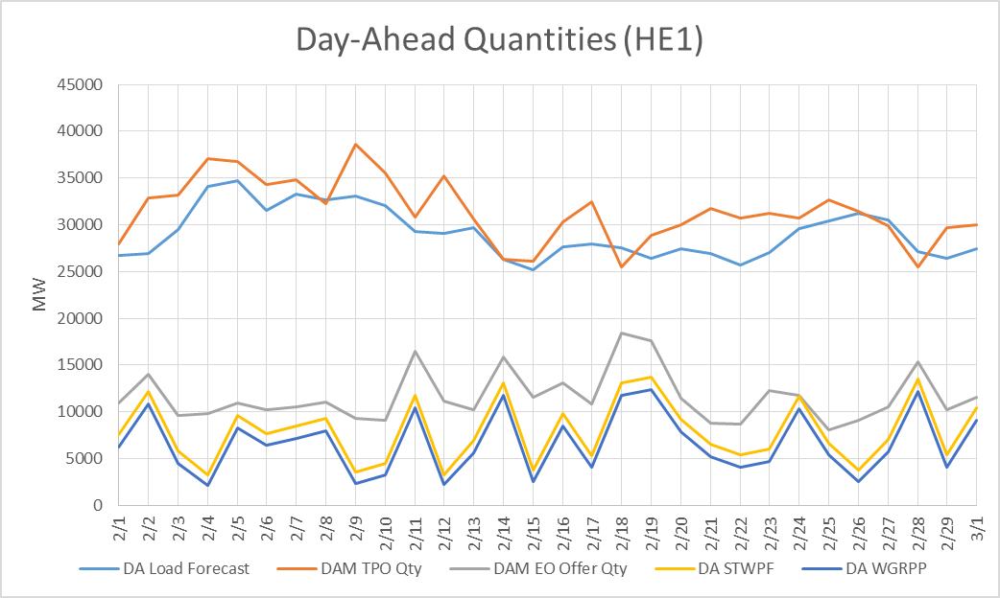 Day-Ahead Quantities (HE1)
45000
40000
35000
30000
25000
20000
15000
10000
5000
0
MW
2/1 2/2 2/3 2/4 2/5 2/6 2/7 2/8 2/9 2/10 2/11 2/12 2/13 2/14 2/15 2/16 2/17 2/18 2/19 2/20 2/21 2/22 2/23 2/24 2/25 2/26 2/27 2/28 2/29 3/1
DA Load Forecast DAM TPO Qty DAM EO Offer Qty DA STWPF DA WGRPP